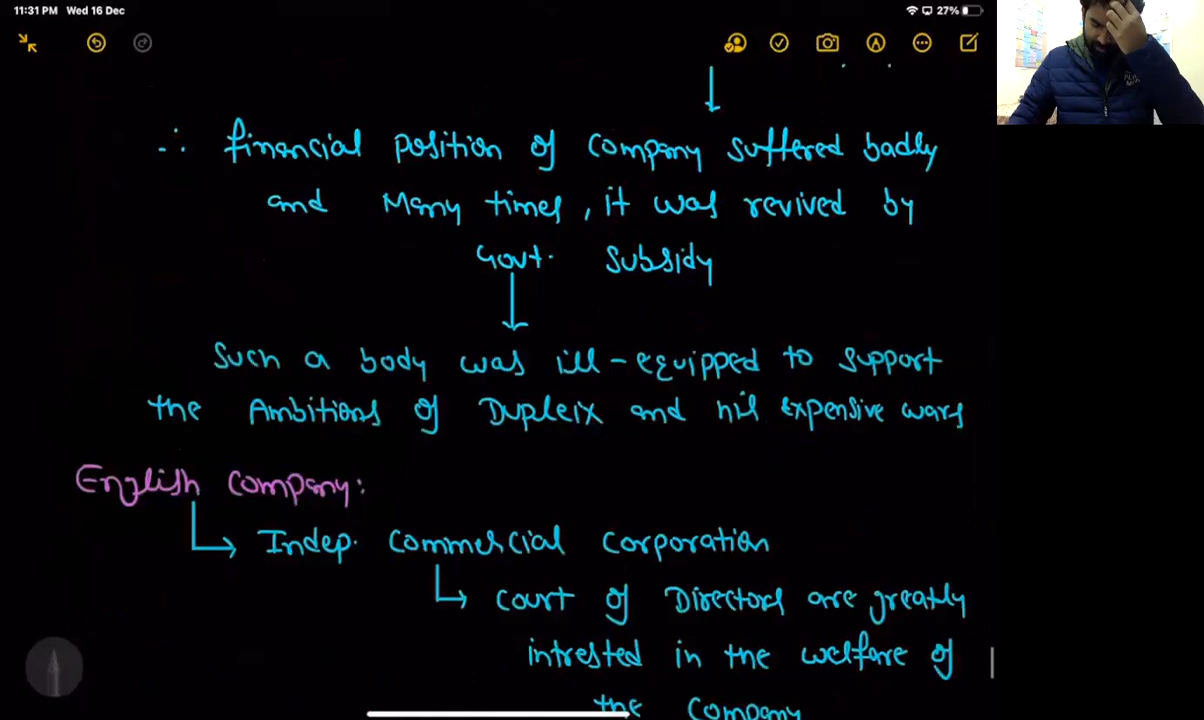 11:31 PM Wed 16 Dec
27%
∴ financial position of company suffered badly
and Many times, it was revived by
Govt. Subsidy
Such a body was ill-equipped to support
the Ambitions of Dupleix and his expensive wars
English company:
Indep. commercial corporation
court of Directors are greatly
intrested in the welfare of
the company